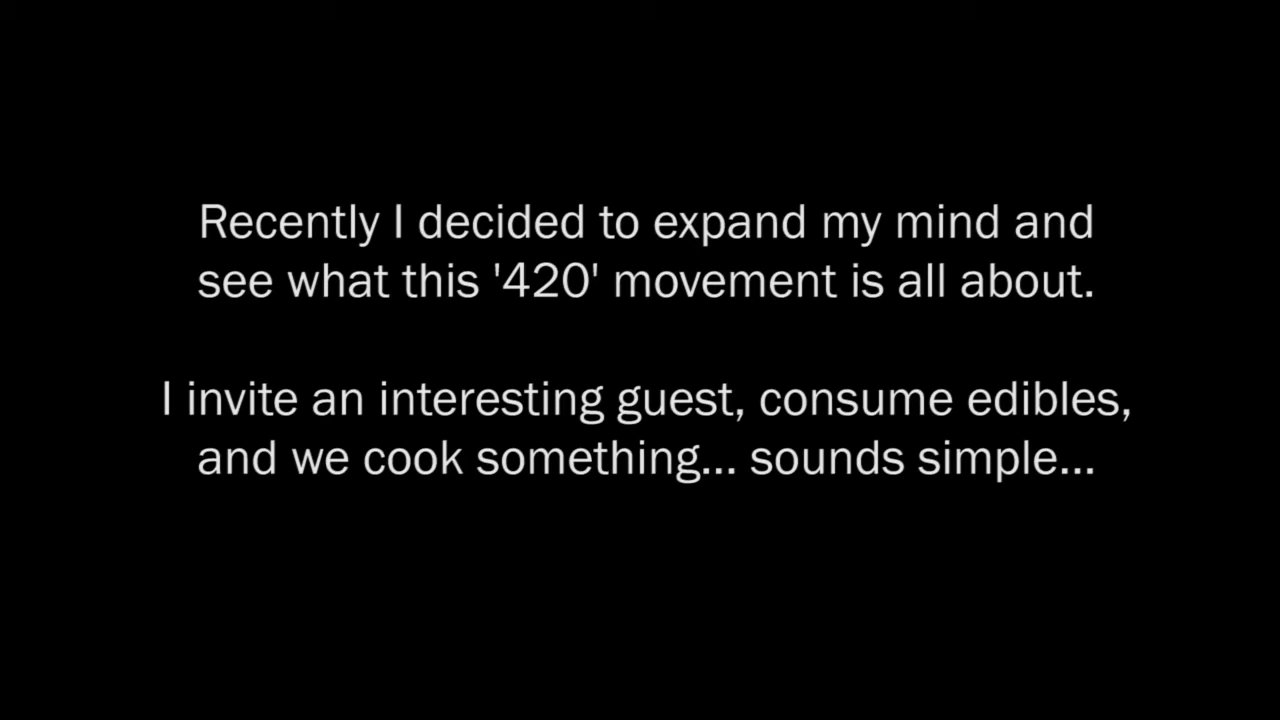 Recently I decided to expand my mind and
see what this '420' movement is all about.
I invite an interesting guest, consume edibles,
and we cook something... sounds simple...